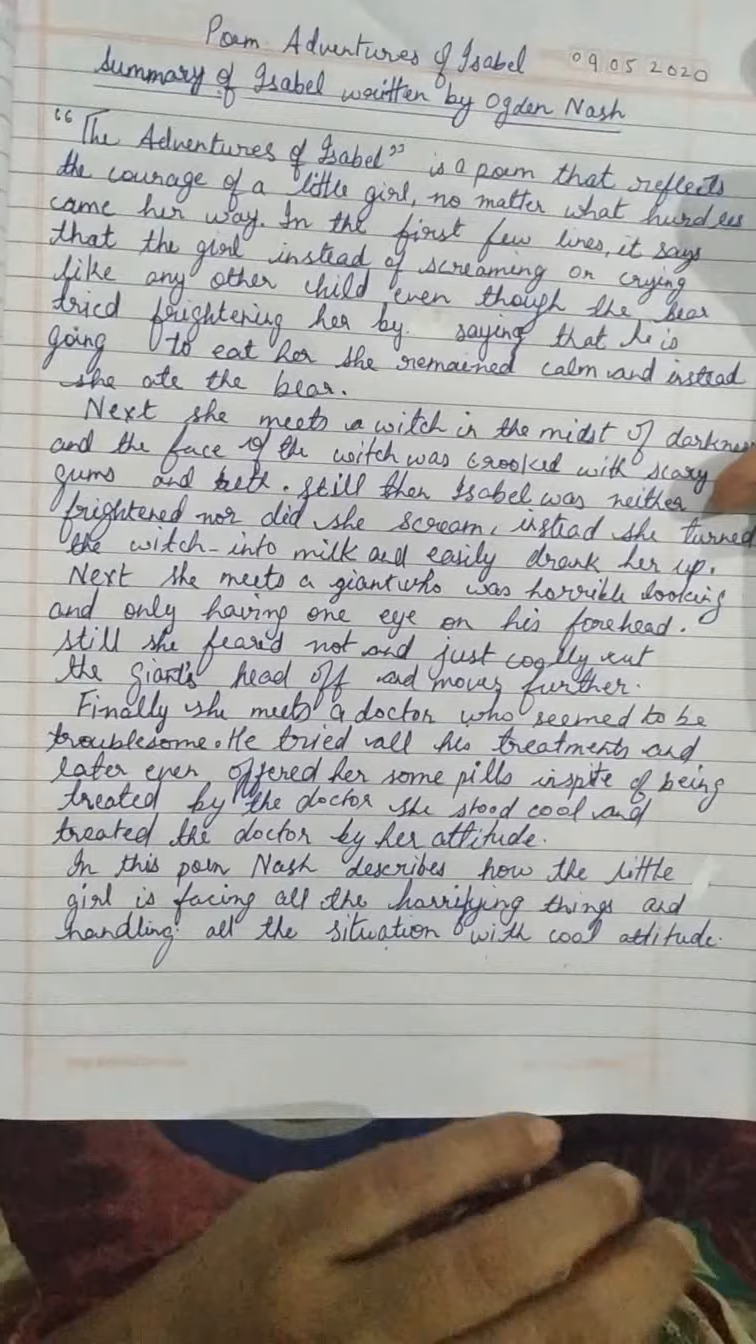 Poem Adventures of Isabel 09 05 2020
Summary of Isabel written by Ogden Nash
"The Adventures of Isabel" is a poem that reflects
the courage of a little girl, no matter what hurdles
came her way. In the first few lines, it says
that the girl instead of screaming or crying
like any other child even though the bear
tried frightening her by saying that he is
going to eat her she remained calm and instead
she ate the bear.
Next she meets a witch in the midst of darkness
and the face of the witch was crooked with scary
gums and teeth. Still then Isabel was neither
frightened nor did she scream, instead she turned
the witch into milk and easily drank her up.
Next she meets a giant who was horrible looking
and only having one eye on his forehead.
Still she feared not and just coolly cut
the giant's head off and moves further.
Finally she meets a doctor who seemed to be
troublesome. He tried all his treatments and
later even offered her some pills inspite of being
treated by the doctor she stood cool and
treated the doctor by her attitude.
In this poem Nash describes how the little
girl is facing all the horrifying things and
handling all the situation with cool attitude.